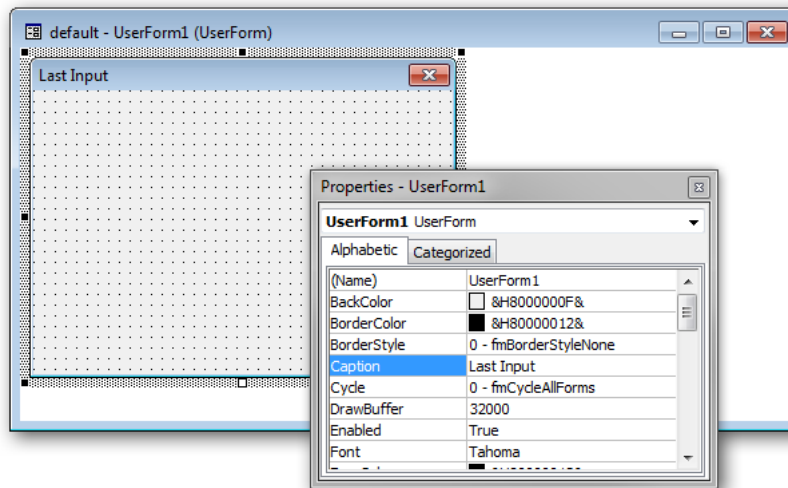 default - UserForm1 (UserForm)
Last Input
Properties - UserForm1
UserForm1 UserForm
Alphabetic Categorized
(Name) UserForm1
BackColor &H8000000F&
BorderColor &H80000012&
BorderStyle 0 - fmBorderStyleNone
Caption Last Input
Cycle 0 - fmCycleAllForms
DrawBuffer 32000
Enabled True
Font Tahoma